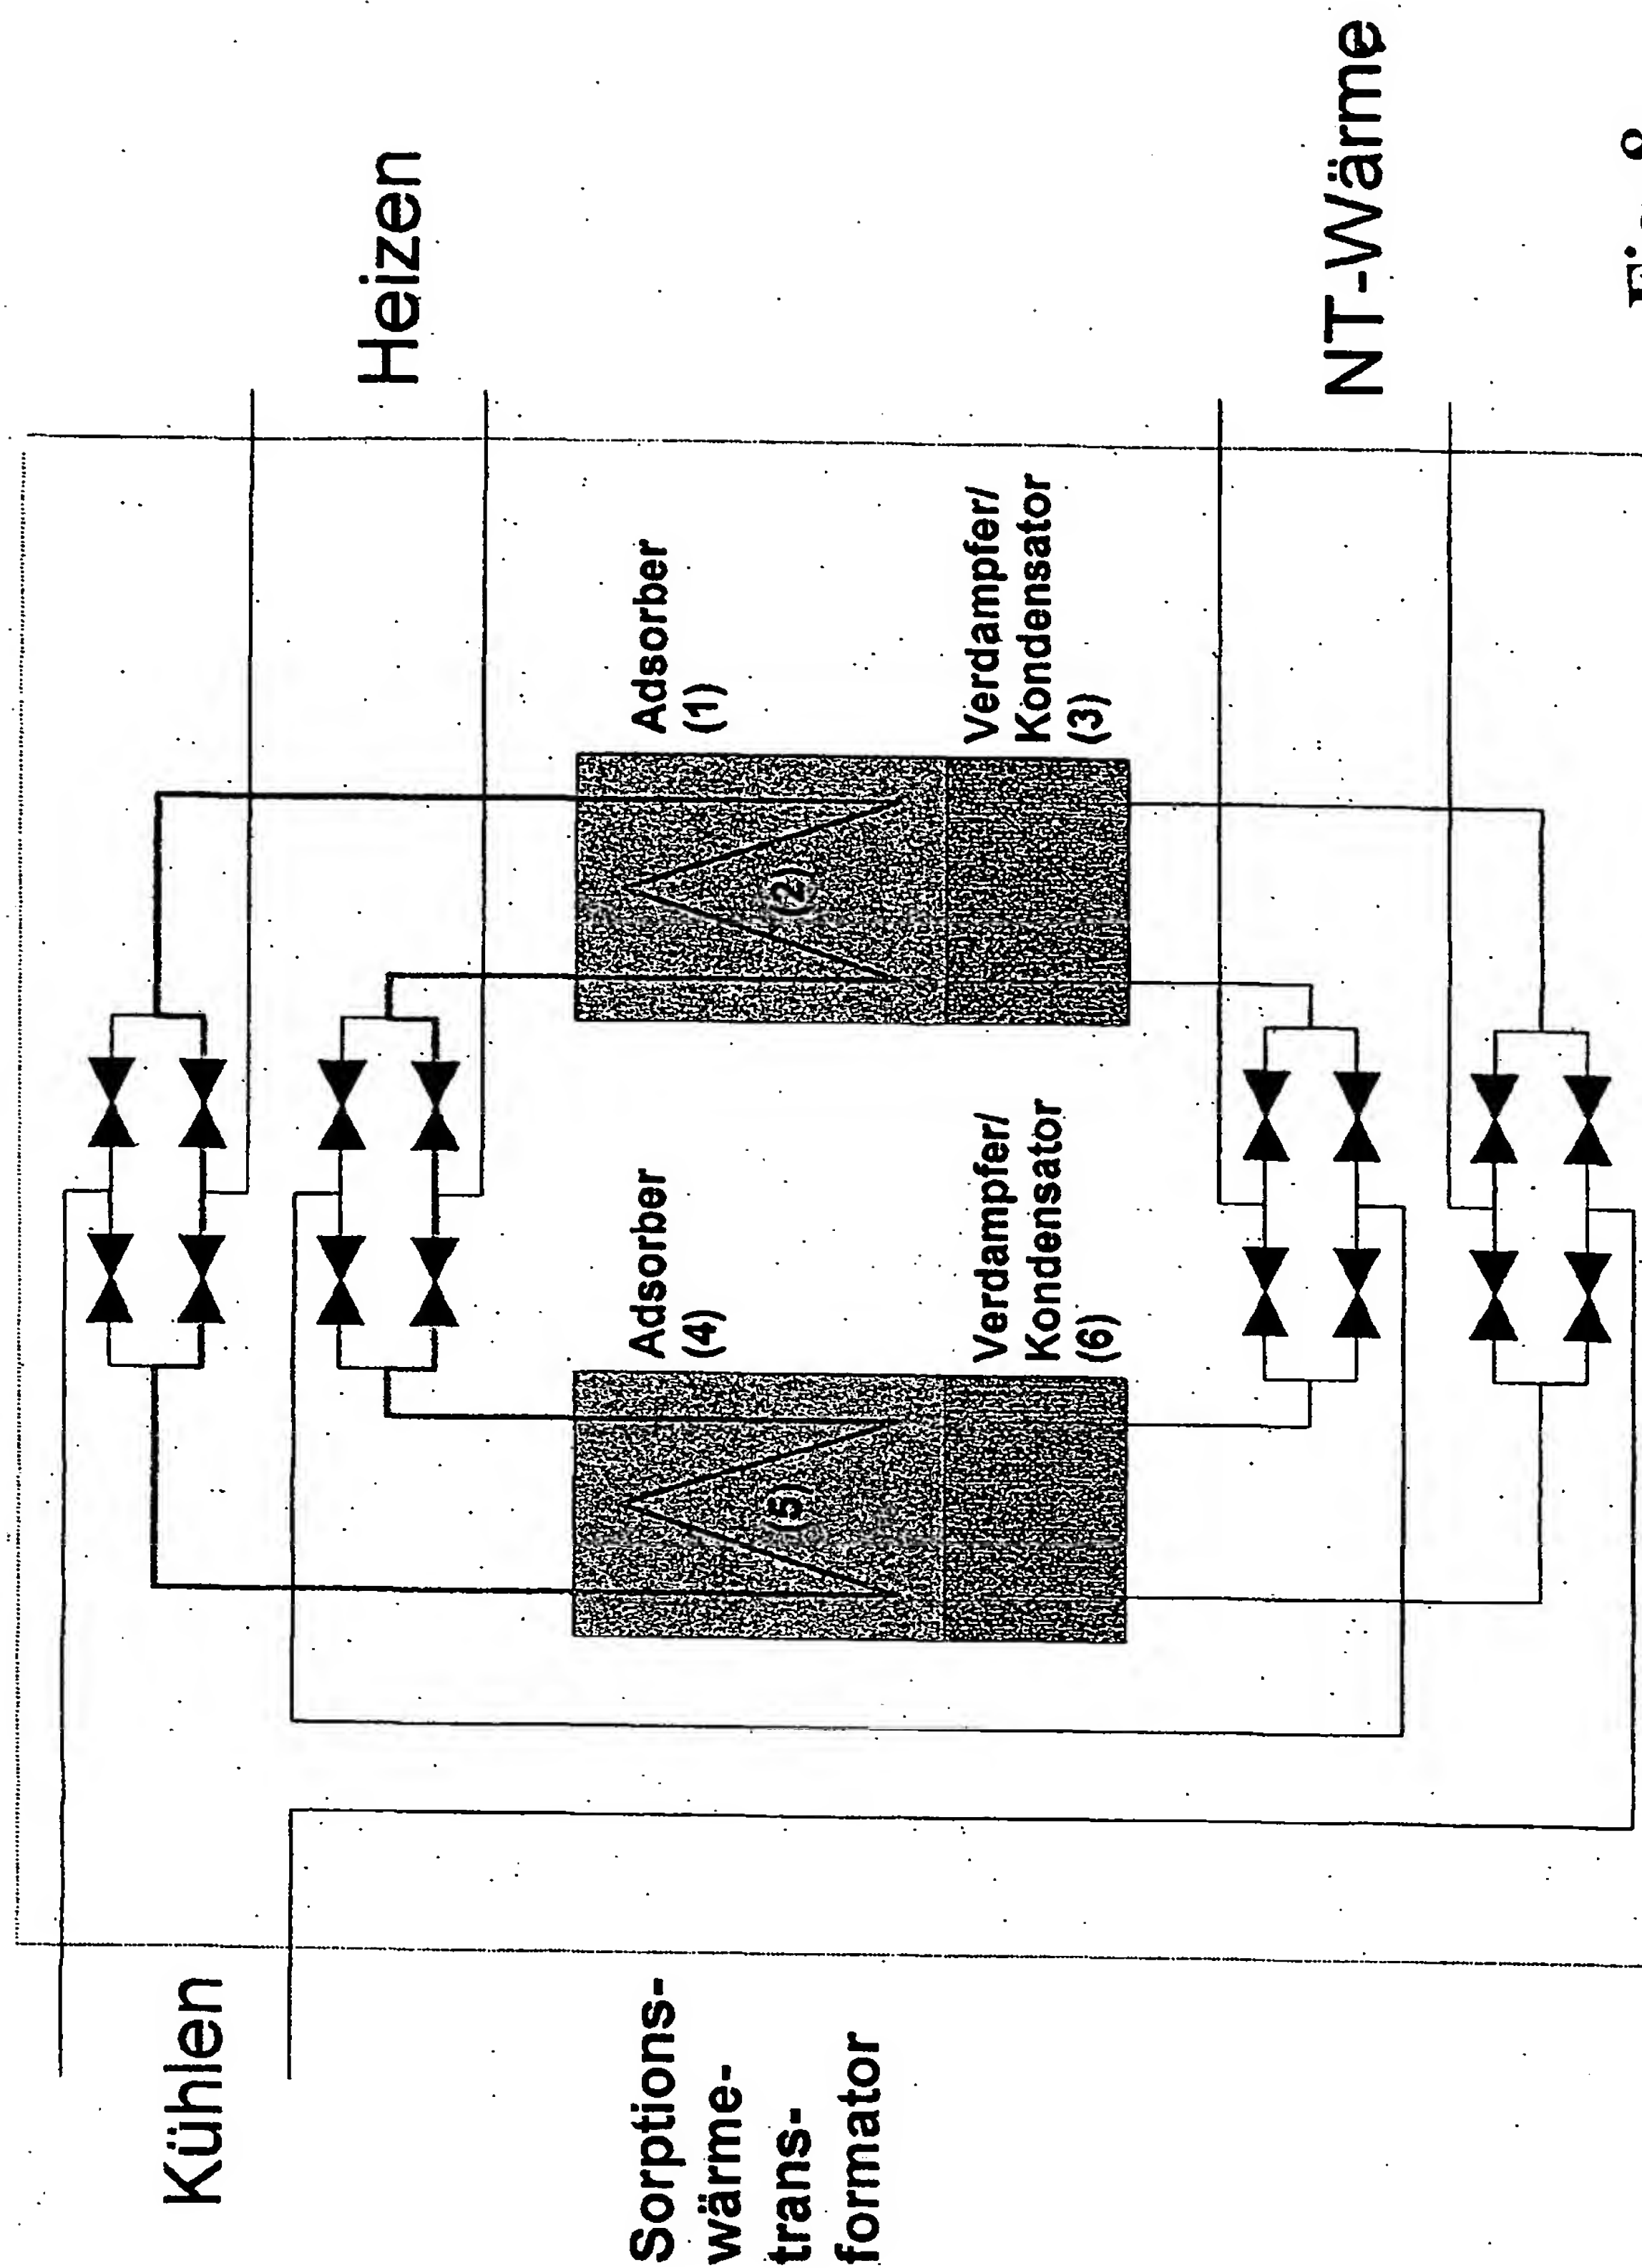 Kühlen
Heizen
Sorptions-
wärme-
trans-
formator
Adsorber
(4)
Adsorber
(1)
(5)
(2)
Verdampfer/
Kondensator
(6)
Verdampfer/
Kondensator
(3)
NT-Wärme